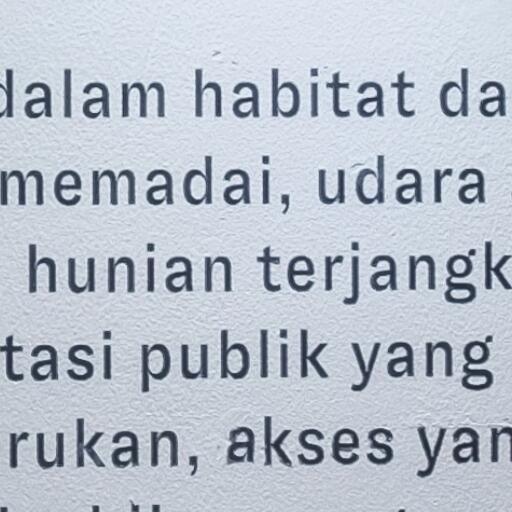 dalam habitat da
memadai, udara
hunian terjangk
tasi publik yang
rukan, akses yan